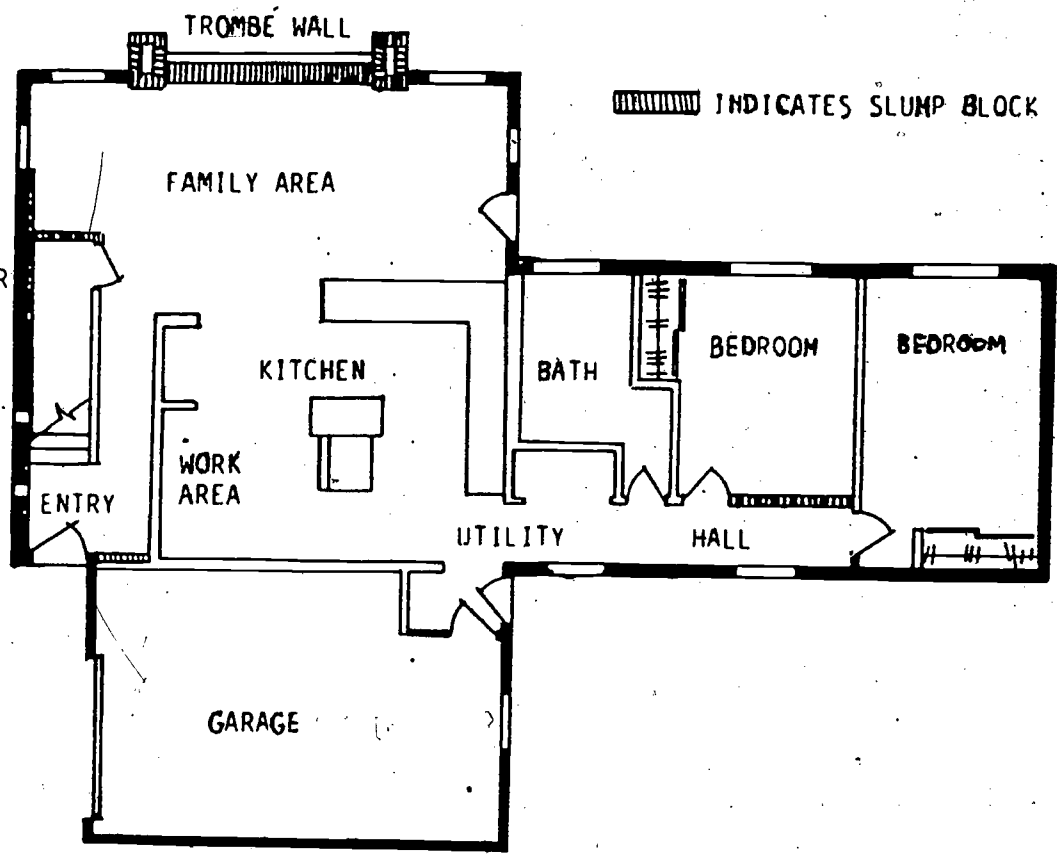 TROMBE WALL
INDICATES SLUMP BLOCK
FAMILY AREA
R
KITCHEN
BATH
BEDROOM
BEDROOM
WORK
AREA
ENTRY
UTILITY
HALL
GARAGE